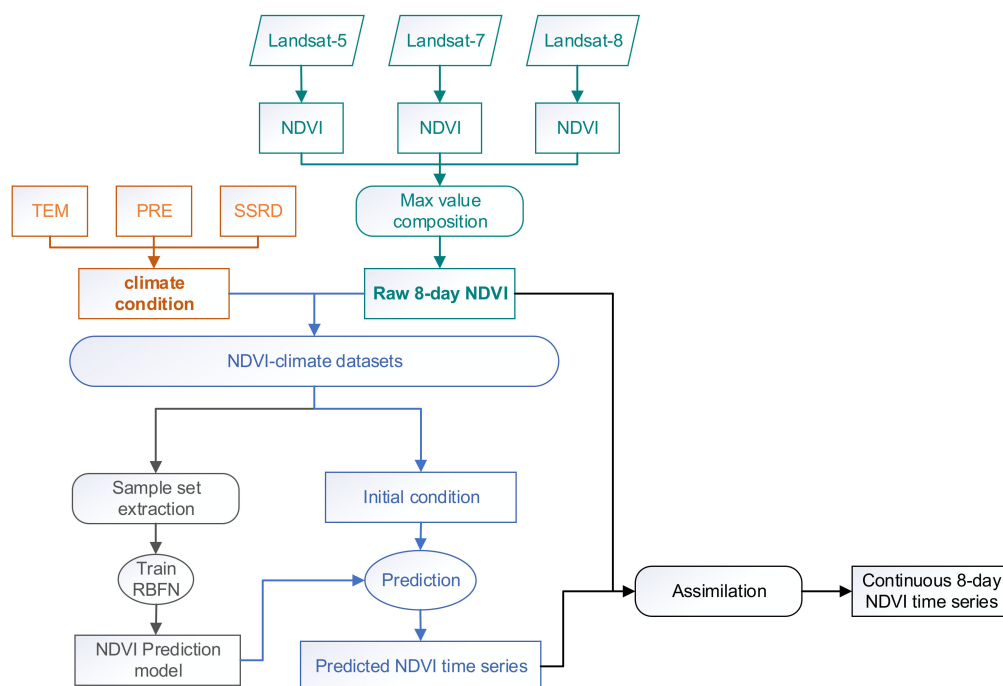 Landsat-5
Landsat-7
Landsat-8
NDVI
NDVI
NDVI
TEM
PRE
SSRD
Max value
composition
climate
condition
Raw 8-day NDVI
NDVI-climate datasets
Sample set
extraction
Initial condition
Train
RBFN
Prediction
Assimilation
Continuous 8-day
NDVI time series
NDVI Prediction
model
Predicted NDVI time series